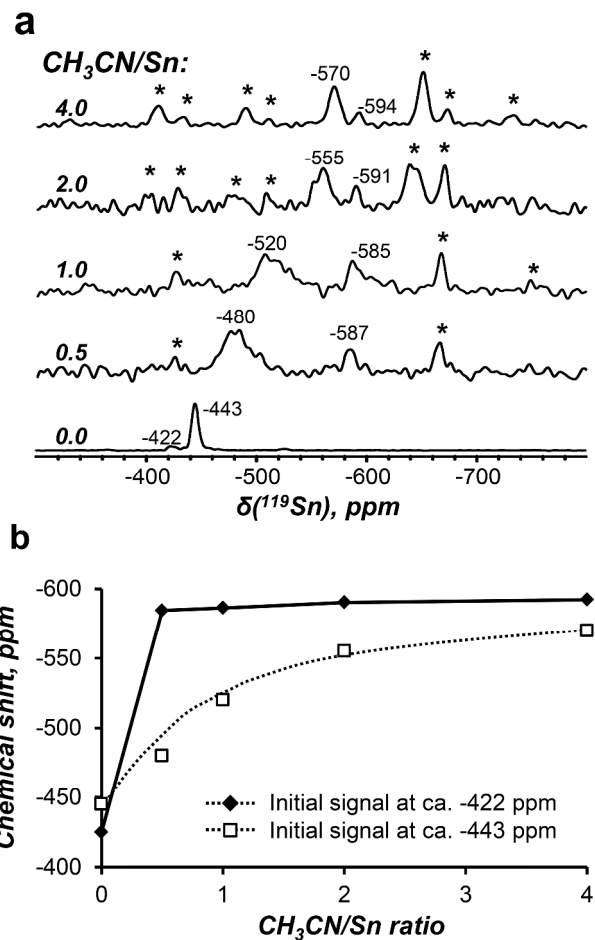 a
CH3CN/Sn:
4.0 * * * * -570 -594 * * *
2.0 * * * * -555 -591 * *
1.0 * -520 -585 * *
0.5 * -480 -587 *
0.0 -422 -443
-400 -500 -600 -700
δ(¹¹⁹Sn), ppm
b
Chemical shift, ppm
-600
-550
-500
-450
-400
Initial signal at ca. -422 ppm
Initial signal at ca. -443 ppm
0 1 2 3 4
CH3CN/Sn ratio